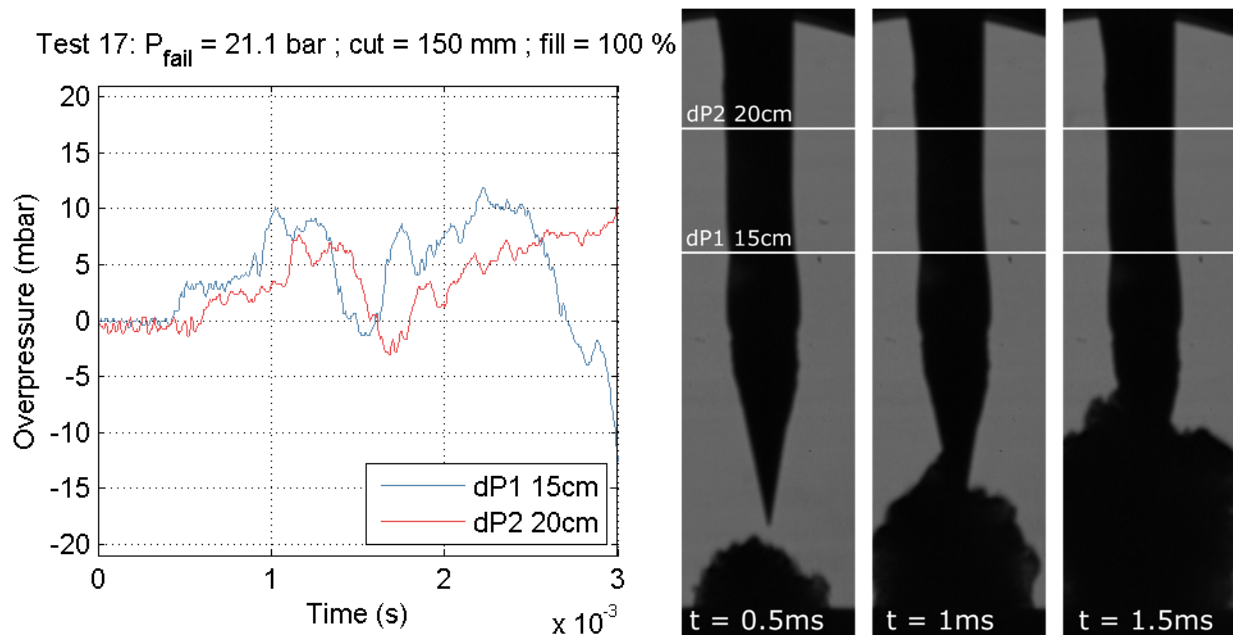 Test 17: Pfail = 21.1 bar ; cut = 150 mm ; fill = 100 %
Overpressure (mbar)
20
15
10
5
0
-5
-10
-15
-20
0
1
2
3
Time (s)
x 10-3
dP1 15cm
dP2 20cm
dP2 20cm
dP1 15cm
t = 0.5ms
t = 1ms
t = 1.5ms